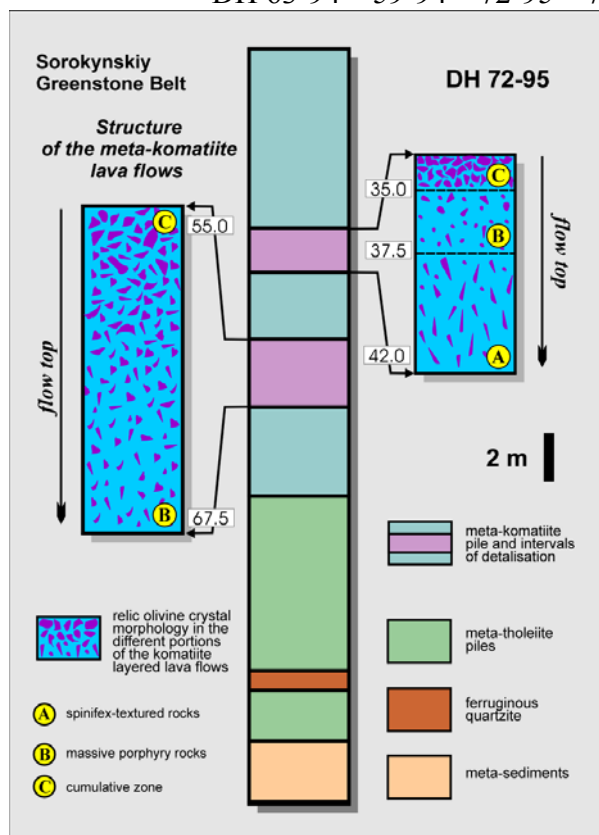 Sorokynskiy
Greenstone Belt
DH 72-95
Structure
of the meta-komatiite
lava flows
C
55.0
flow top
B
67.5
35.0
37.5
42.0
C
B
A
flow top
2 m
meta-komatiite
pile and intervals
of detalisation
meta-tholeiite
piles
ferruginous
quartzite
meta-sediments
relic olivine crystal
morphology in the
different portions
of the komatiite
layered lava flows
A spinifex-textured rocks
B massive porphyry rocks
C cumulative zone